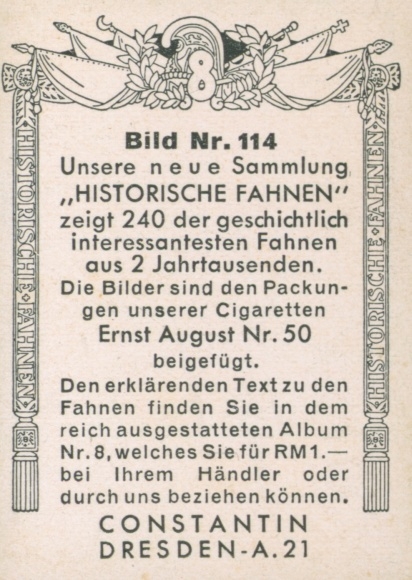 8
Bild Nr. 114
Unsere neue Sammlung
„HISTORISCHE FAHNEN"
zeigt 240 der geschichtlich
interessantesten Fahnen
aus 2 Jahrtausenden.
Die Bilder sind den Packun-
gen unserer Cigaretten
Ernst August Nr. 50
beigefügt.
Den erklärenden Text zu den
Fahnen finden Sie in dem
reich ausgestatteten Album
Nr. 8, welches Sie für RM1.—
bei Ihrem Händler oder
durch uns beziehen können.
CONSTANTIN
DRESDEN-A.21
HISTORISCHE FAHNEN
HISTORISCHE FAHNEN